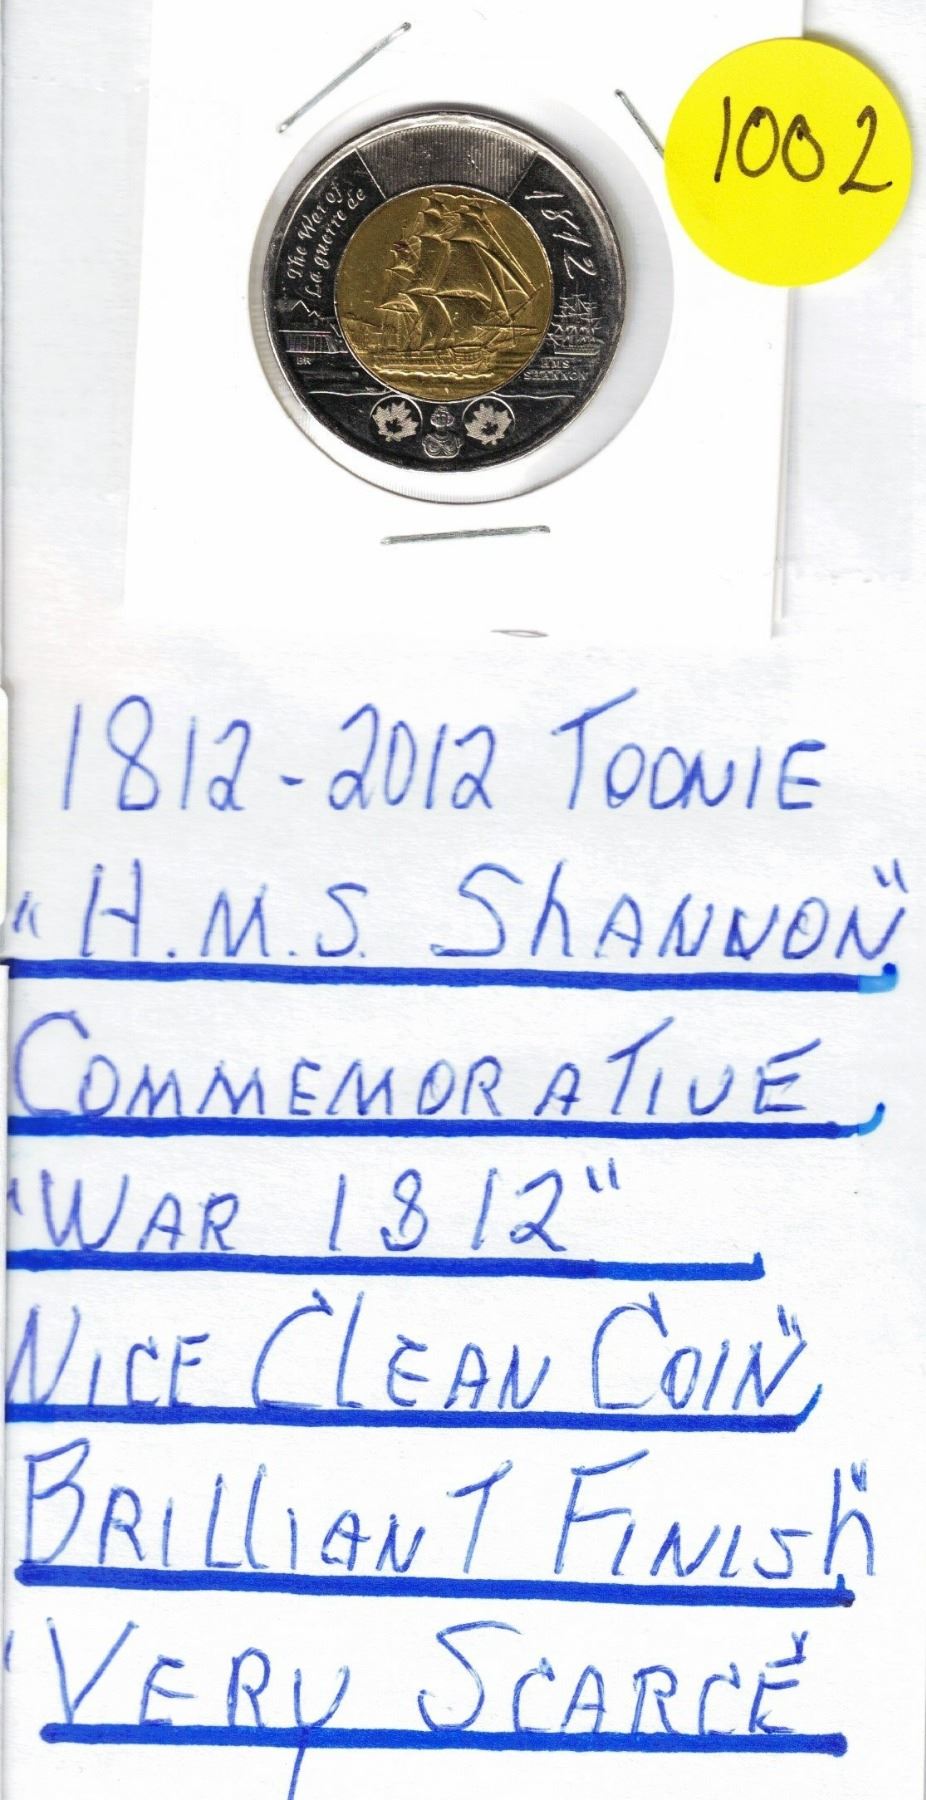 1002
The War of
La guerre de
1812
BR
HMS
SHANNON
1812-2012 TOONIE
"H.M.S. ShANNON"
COMMEMORATIVE,
"WAR 1812"
NICE CLEAN COIN",
BRILLIANT FINISh"
"VERY SCARCE"